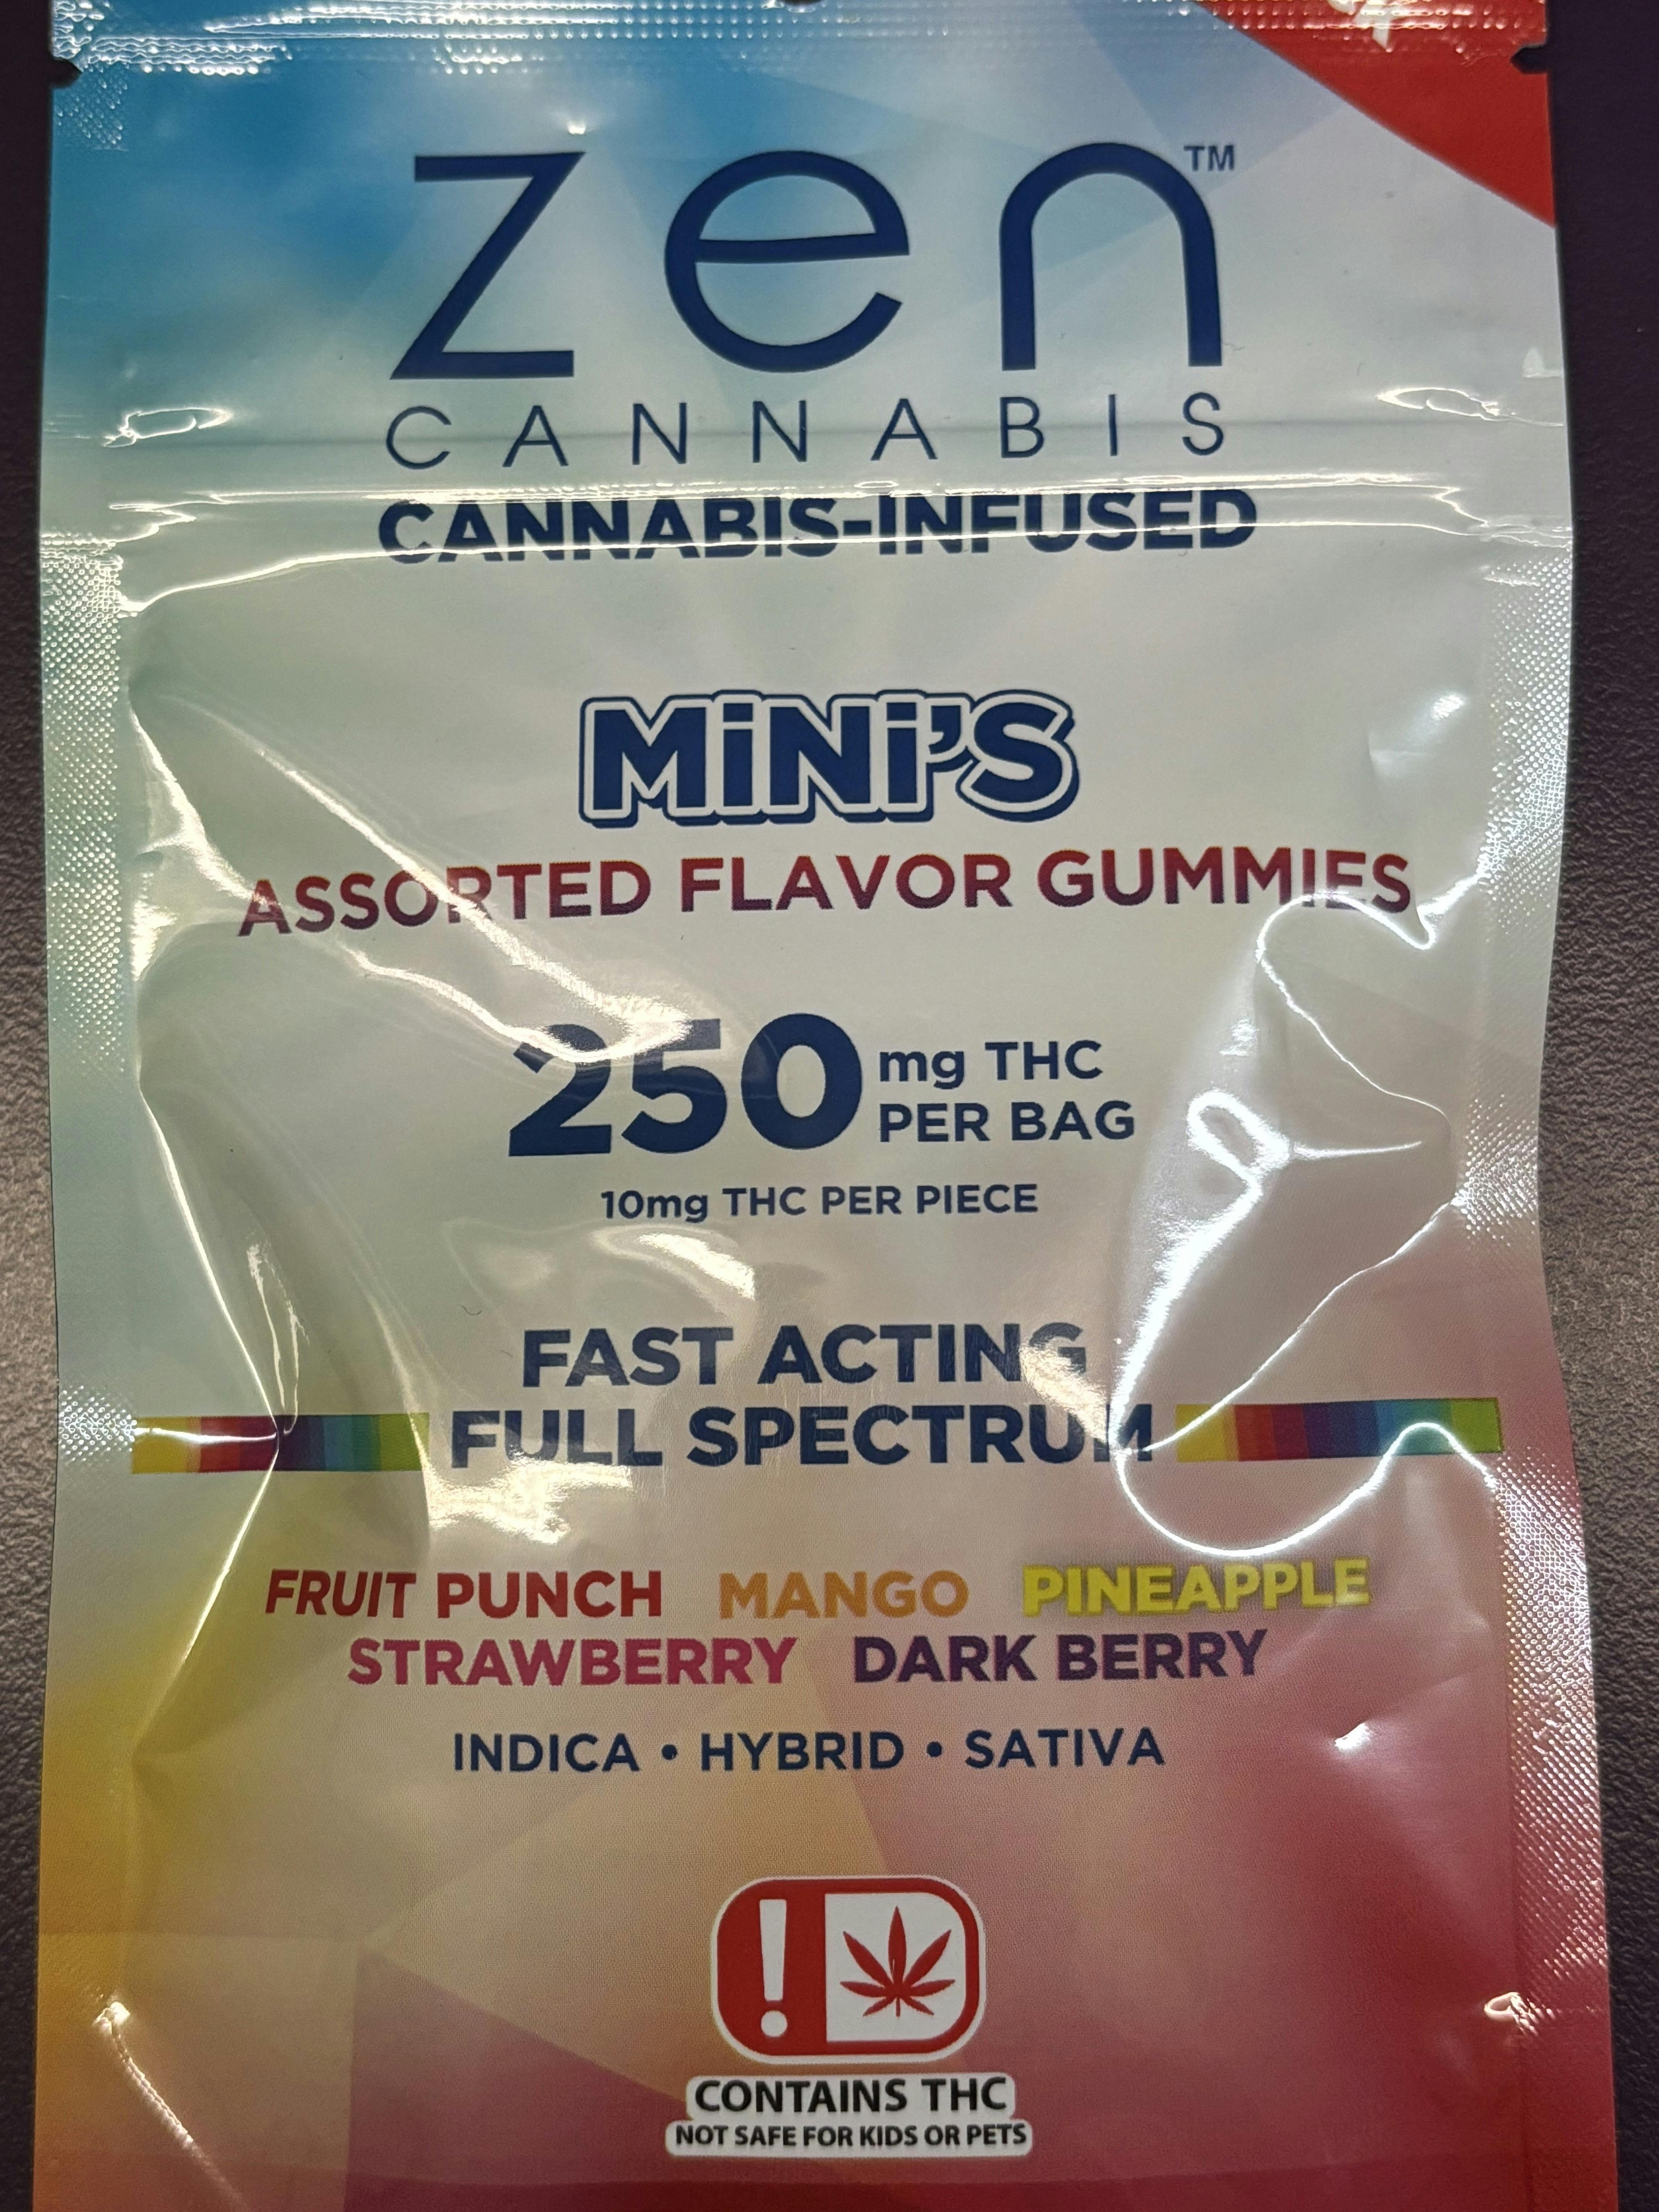 zen™
CANNABIS
CANNABIS-INFUSED
MiNi'S
ASSORTED FLAVOR GUMMIES
250 mg THC
PER BAG
10mg THC PER PIECE
FAST ACTING
FULL SPECTRUM
FRUIT PUNCH MANGO PINEAPPLE
STRAWBERRY DARK BERRY
INDICA • HYBRID • SATIVA
!
CONTAINS THC
NOT SAFE FOR KIDS OR PETS